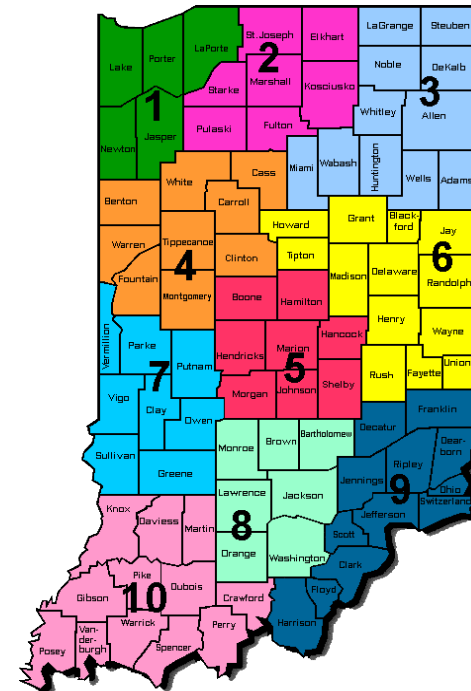 LaGrange
Steuben
St.Joseph
Elkhart
LaPorte
Porter
Lake
2
Noble
DeKalb
Marshall
Starke
Kosciusko
3
1
Whitley
Allen
Jasper
Pulaski
Fulton
Newton
Miami
Wabash
Huntington
Wells
Adams
White
Cass
Benton
Carroll
Howard
Grant
Black-
ford
Jay
Warren
Tippecanoe
6
4
Clinton
Tipton
Madison
Delaware
Randolph
Fountain
Montgomery
Boone
Hamilton
Henry
Vermillion
Parke
Hendricks
Marion
Hancock
Wayne
Putnam
5
Union
7
Rush
Fayette
Vigo
Clay
Morgan
Johnson
Shelby
Owen
Franklin
Decatur
Sullivan
Monroe
Brown
Bartholomew
Dear-
born
Greene
Ripley
Jennings
9
Ohio
Knox
Lawrence
Jackson
Switzerland
Daviess
Martin
8
Jefferson
Scott
Orange
Washington
Pike
Dubois
Clark
Gibson
10
Crawford
Floyd
Harrison
Posey
Van-
der-
burgh
Warrick
Perry
Spencer